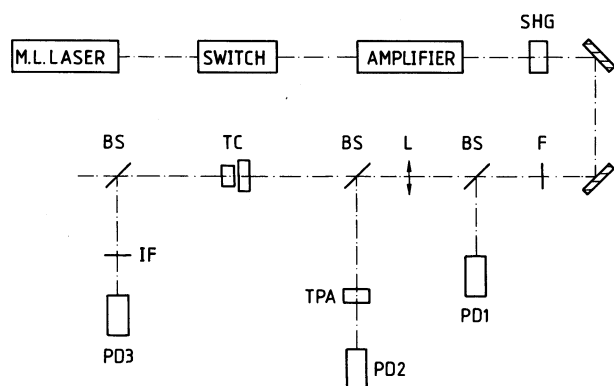 SHG
M.L. LASER
SWITCH
AMPLIFIER
BS
TC
BS
L
BS
F
IF
TPA
PD1
PD3
PD2